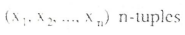 (x₁, x₂, ..., xₙ) n-tuples